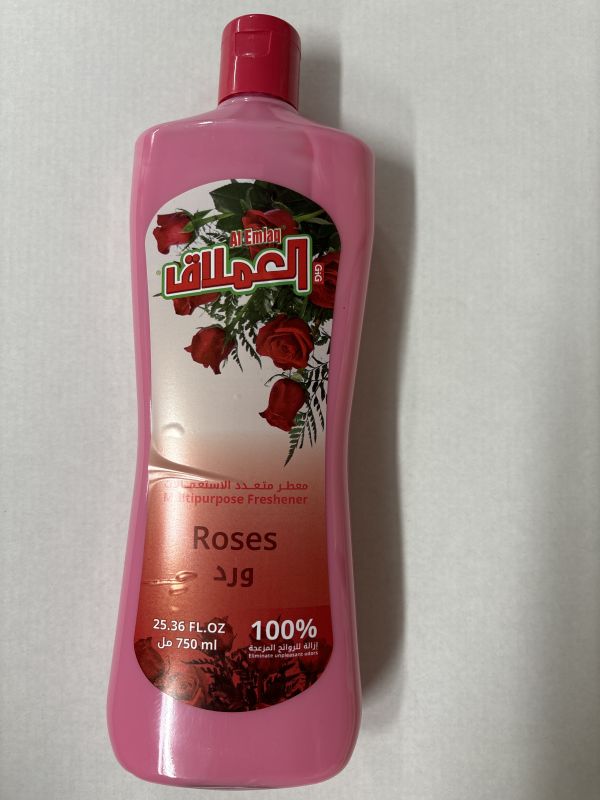 Al Emlaq
العملاق
GIG
®
معطر متعدد الاستعمالات
Multipurpose Freshener
Roses
ورد
25.36 FL.OZ
750 ml مل
100%
إزالة للروائح المزعجة
Eliminate unpleasant odors